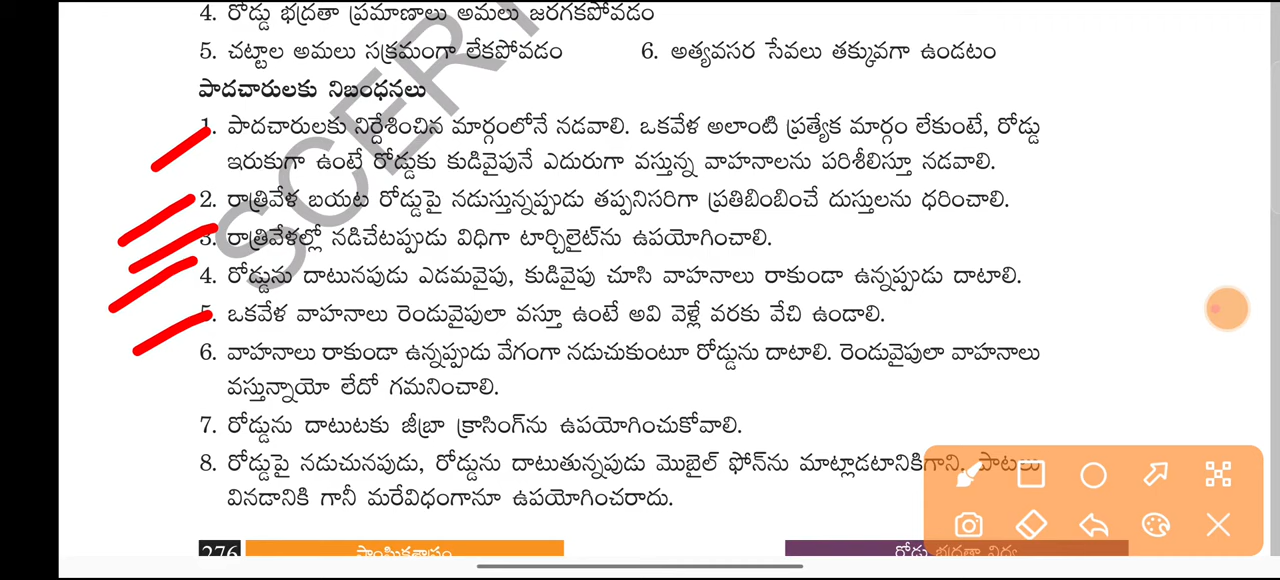 4. రోడ్డు భద్రతా ప్రమాణాలు అమలు జరగకపోవడం
5. చట్టాల అమలు సక్రమంగా లేకపోవడం 6. అత్యవసర సేవలు తక్కువగా ఉండటం
పాదచారులకు నిబంధనలు
1. పాదచారులకు నిర్దేశించిన మార్గంలోనే నడవాలి. ఒకవేళ అలాంటి ప్రత్యేక మార్గం లేకుంటే, రోడ్డు
ఇరుకుగా ఉంటే రోడ్డుకు కుడివైపునే ఎదురుగా వస్తున్న వాహనాలను పరిశీలిస్తూ నడవాలి.
2. రాత్రివేళ బయట రోడ్డుపై నడుస్తున్నప్పుడు తప్పనిసరిగా ప్రతిబింబించే దుస్తులను ధరించాలి.
3. రాత్రివేళల్లో నడిచేటప్పుడు విధిగా టార్చిలైట్‌ను ఉపయోగించాలి.
4. రోడ్డును దాటునపుడు ఎడమవైపు, కుడివైపు చూసి వాహనాలు రాకుండా ఉన్నప్పుడు దాటాలి.
5. ఒకవేళ వాహనాలు రెండువైపులా వస్తూ ఉంటే అవి వెళ్లే వరకు వేచి ఉండాలి.
6. వాహనాలు రాకుండా ఉన్నప్పుడు వేగంగా నడుచుకుంటూ రోడ్డును దాటాలి. రెండువైపులా వాహనాలు
వస్తున్నాయో లేదో గమనించాలి.
7. రోడ్డును దాటుటకు జీబ్రా క్రాసింగ్‌ను ఉపయోగించుకోవాలి.
8. రోడ్డుపై నడుచునపుడు, రోడ్డును దాటుతున్నపుడు మొబైల్ ఫోన్‌ను మాట్లాడటానికిగాని. పాటలు
వినడానికి గానీ మరేవిధంగానూ ఉపయోగించరాదు.
276 సాంఘికశాస్త్రం రోడ్డు భద్రతా విద్య
SCERT